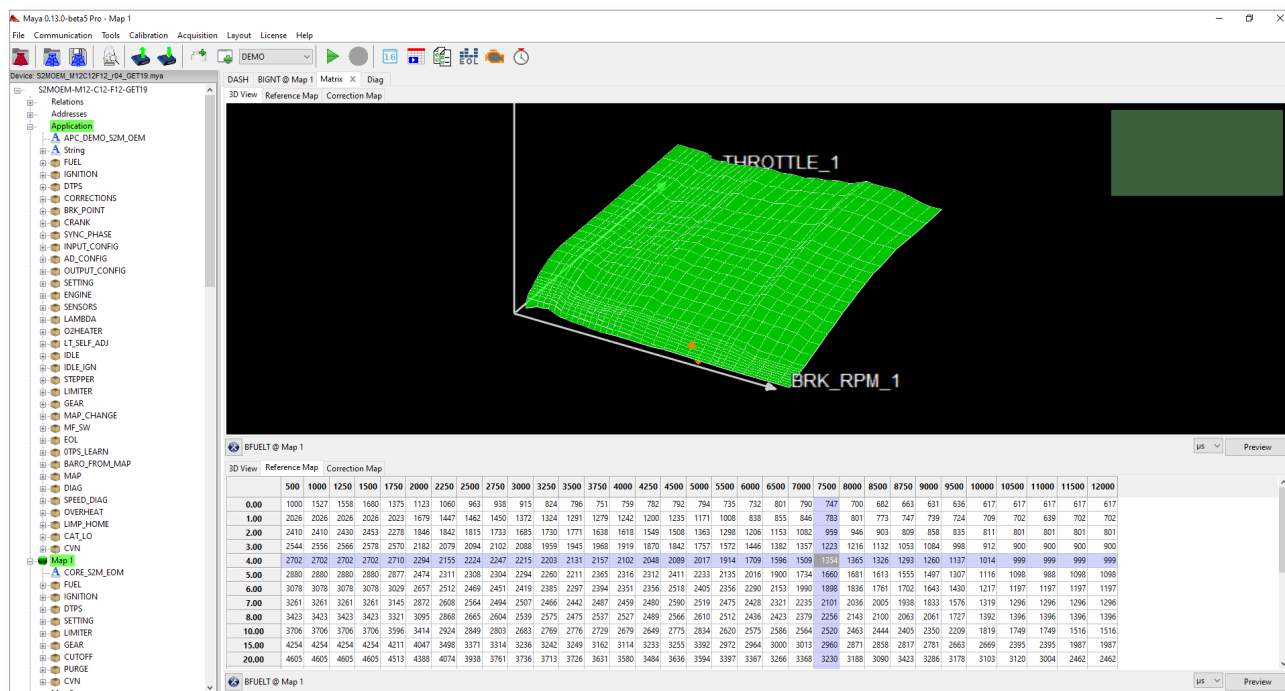 Maya 0.13.0-beta5 Pro - Map 1
File Communication Tools Calibration Acquisition Layout License Help
DEMO
16
EOL
Device: S2MOEM_M12C12F12_r04_GET19.mya
S2MOEM-M12-C12-F12-GET19
Relations
Addresses
Application
APC_DEMO_S2M_OEM
String
FUEL
IGNITION
DTPS
CORRECTIONS
BRK_POINT
CRANK
SYNC_PHASE
INPUT_CONFIG
AD_CONFIG
OUTPUT_CONFIG
SETTING
ENGINE
SENSORS
LAMBDA
O2HEATER
LT_SELF_ADJ
IDLE
IDLE_IGN
STEPPER
LIMITER
GEAR
MAP_CHANGE
MF_SW
EOL
0TPS_LEARN
BARO_FROM_MAP
MAP
DIAG
SPEED_DIAG
OVERHEAT
LIMP_HOME
CAT_LO
CVN
Map 1
CORE_S2M_EOM
FUEL
IGNITION
DTPS
SETTING
LIMITER
GEAR
CUTOFF
PURGE
CVN
DASH BIGNT @ Map 1 Matrix X Diag
3D View Reference Map Correction Map
THROTTLE_1
BRK_RPM_1
BFUELT @ Map 1 µs Preview
3D View Reference Map Correction Map
500 1000 1250 1500 1750 2000 2250 2500 2750 3000 3250 3500 3750 4000 4250 4500 5000 5500 6000 6500 7000 7500 8000 8500 8750 9000 9500 10000 10500 11000 11500 12000
0.00 1000 1527 1558 1680 1375 1123 1060 963 938 915 824 796 751 759 782 792 794 735 732 801 790 747 700 682 663 631 636 617 617 617 617 617
1.00 2026 2026 2026 2023 1679 1447 1462 1450 1372 1324 1291 1279 1242 1200 1235 1171 1008 838 855 846 783 801 773 747 739 724 709 702 639 702 702
2.00 2410 2410 2430 2453 2278 1846 1842 1815 1733 1685 1730 1771 1638 1618 1549 1508 1363 1298 1206 1153 1082 959 946 903 809 858 835 811 801 801 801 801
3.00 2544 2556 2566 2578 2570 2182 2079 2094 2102 2088 1959 1945 1968 1919 1870 1842 1757 1572 1446 1382 1357 1223 1216 1132 1053 1084 998 912 900 900 900 900
4.00 2702 2702 2702 2702 2710 2294 2155 2224 2247 2215 2203 2131 2157 2102 2048 2089 2017 1914 1706 1596 1509 1354 1365 1326 1293 1260 1137 1014 999 999 999 999
5.00 2880 2880 2880 2880 2877 2474 2311 2304 2304 2294 2260 2211 2365 2316 2312 2411 2233 2135 2016 1900 1734 1660 1681 1613 1555 1497 1307 1116 1098 988 1098 1098
6.00 3078 3078 3078 3078 3029 2657 2512 2469 2451 2419 2385 2297 2394 2351 2356 2518 2405 2356 2290 2153 1990 1898 1836 1761 1702 1643 1430 1217 1197 1197 1197 1197
7.00 3261 3261 3261 3261 3145 2872 2608 2564 2494 2507 2466 2442 2487 2459 2480 2590 2519 2475 2428 2321 2235 2101 2036 2005 1938 1833 1576 1319 1296 1296 1296 1296
8.00 3423 3423 3423 3423 3321 3095 2868 2665 2604 2539 2575 2475 2537 2527 2489 2566 2610 2512 2436 2423 2379 2256 2143 2100 2063 2061 1727 1392 1396 1396 1396 1396
10.00 3706 3706 3706 3706 3596 3414 2924 2849 2803 2683 2769 2776 2729 2679 2649 2775 2834 2620 2575 2586 2564 2520 2463 2444 2405 2350 2209 1819 1749 1749 1516 1516
15.00 4254 4254 4254 4254 4211 4047 3498 3371 3314 3236 3242 3249 3162 3114 3233 3255 3392 2972 2964 3000 3013 2960 2871 2858 2817 2781 2663 2669 2395 2395 1987 1987
20.00 4605 4605 4605 4605 4513 4388 4074 3938 3761 3736 3713 3726 3631 3580 3484 3636 3594 3397 3367 3266 3368 3230 3188 3090 3423 3286 3178 3103 3120 3004 2462 2462
BFUELT @ Map 1 µs Preview